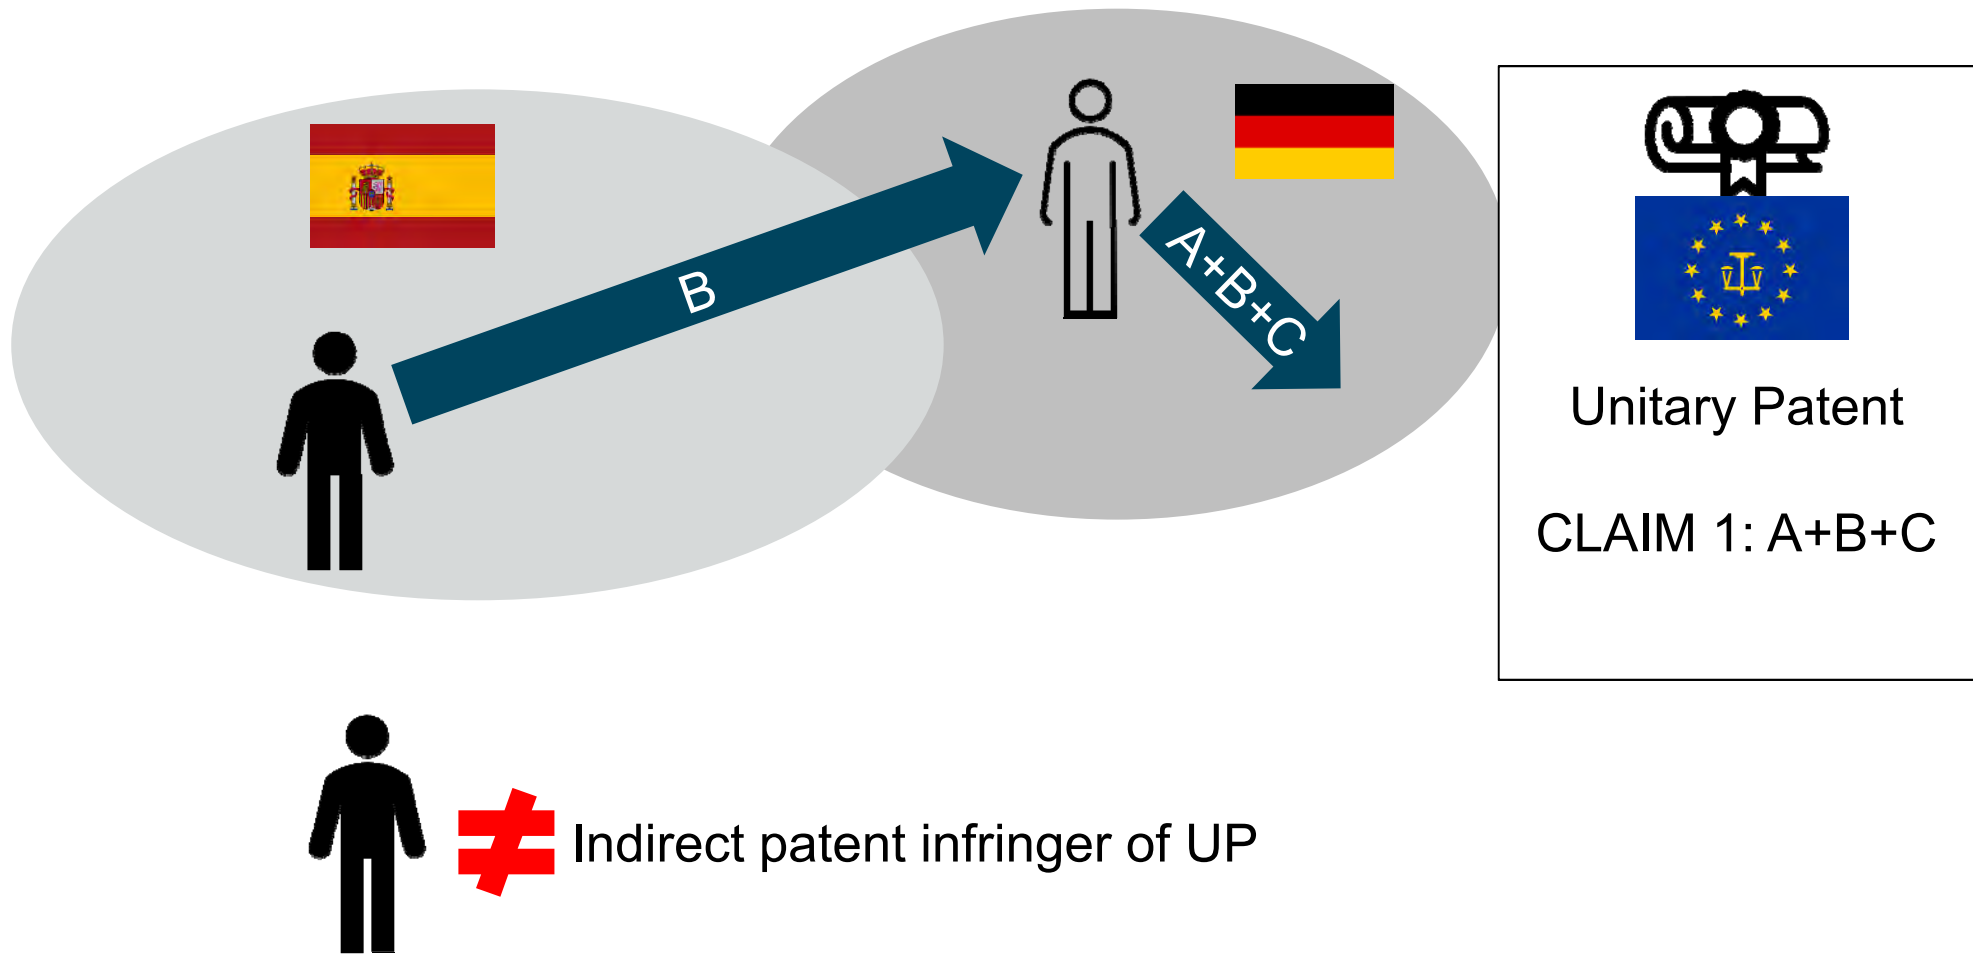 B
A+B+C
Unitary Patent
CLAIM 1: A+B+C
≠ Indirect patent infringer of UP